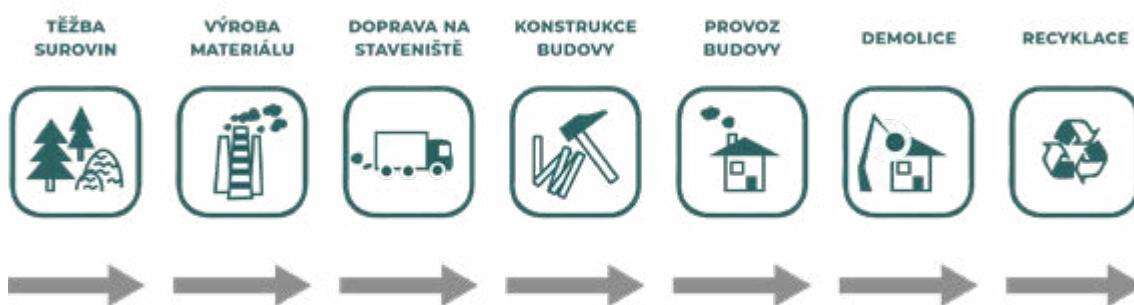 TĚŽBA
SUROVIN
VÝROBA
MATERIÁLU
DOPRAVA NA
STAVENIŠTĚ
KONSTRUKCE
BUDOVY
PROVOZ
BUDOVY
DEMOLICE
RECYKLACE